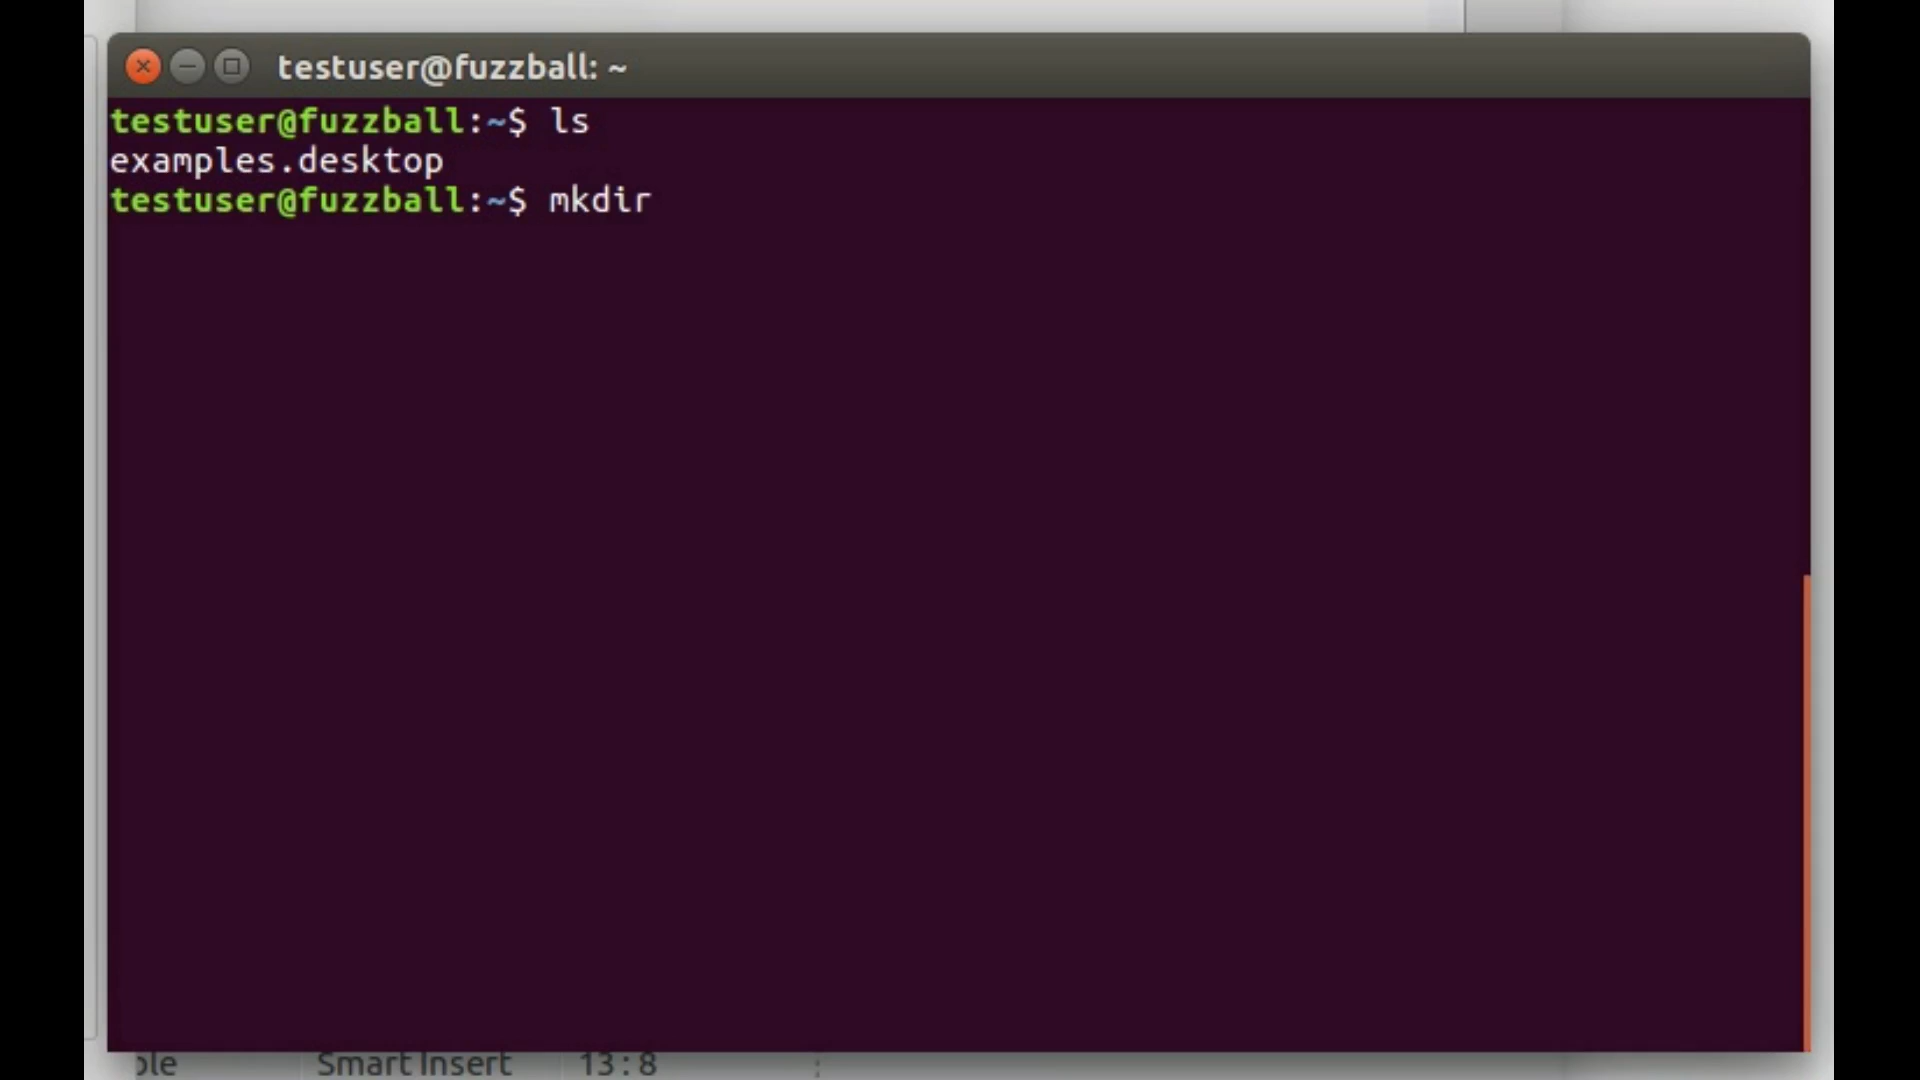 testuser@fuzzball: ~
testuser@fuzzball:~$ ls
examples.desktop
testuser@fuzzball:~$ mkdir
Smart Insert 13:8